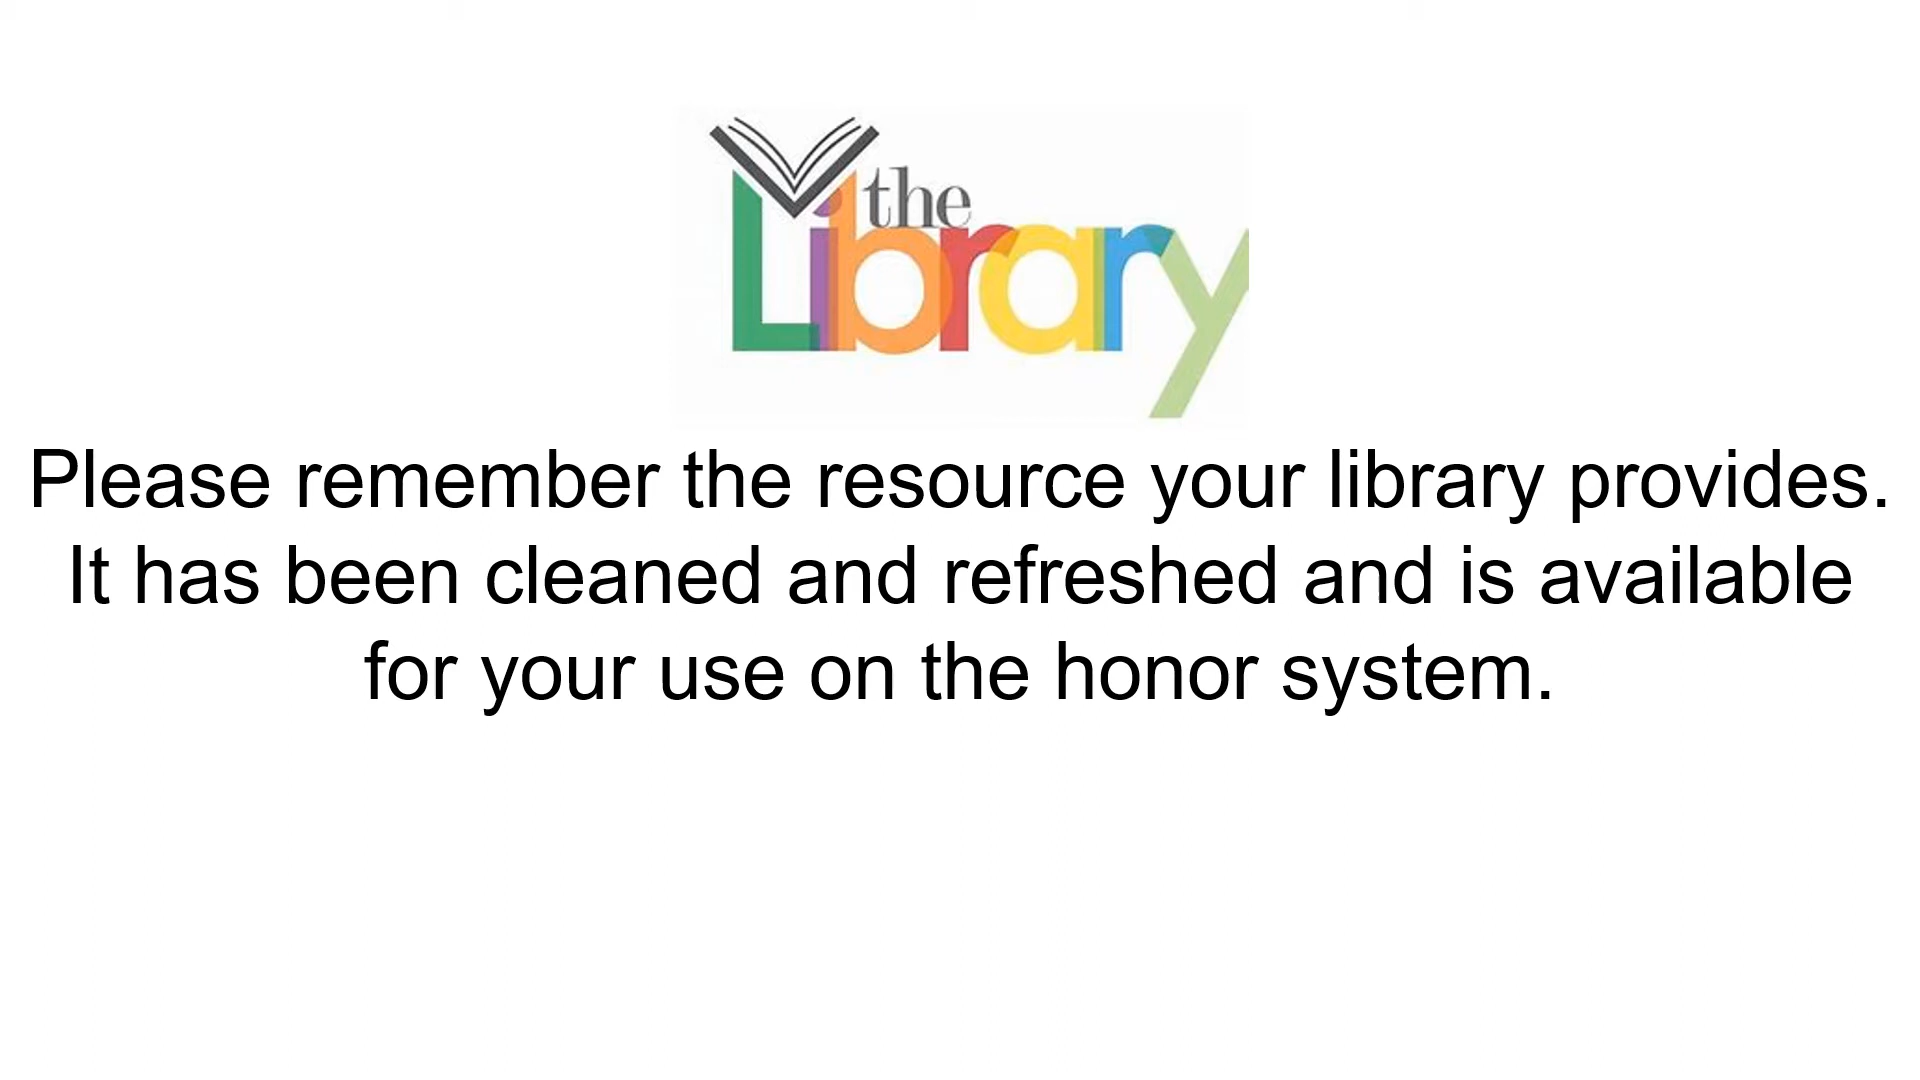 the
Library
Please remember the resource your library provides.
It has been cleaned and refreshed and is available
for your use on the honor system.